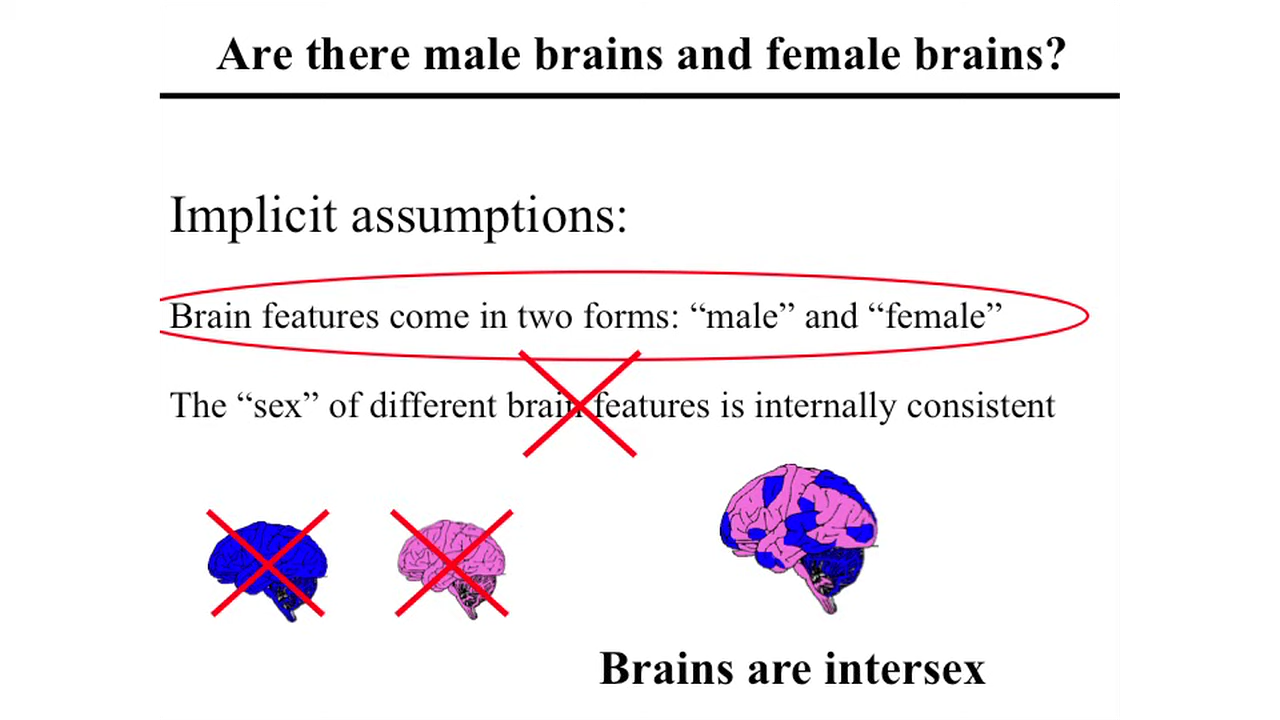 Are there male brains and female brains?
Implicit assumptions:
Brain features come in two forms: “male” and “female”
The “sex” of different brain features is internally consistent
Brains are intersex